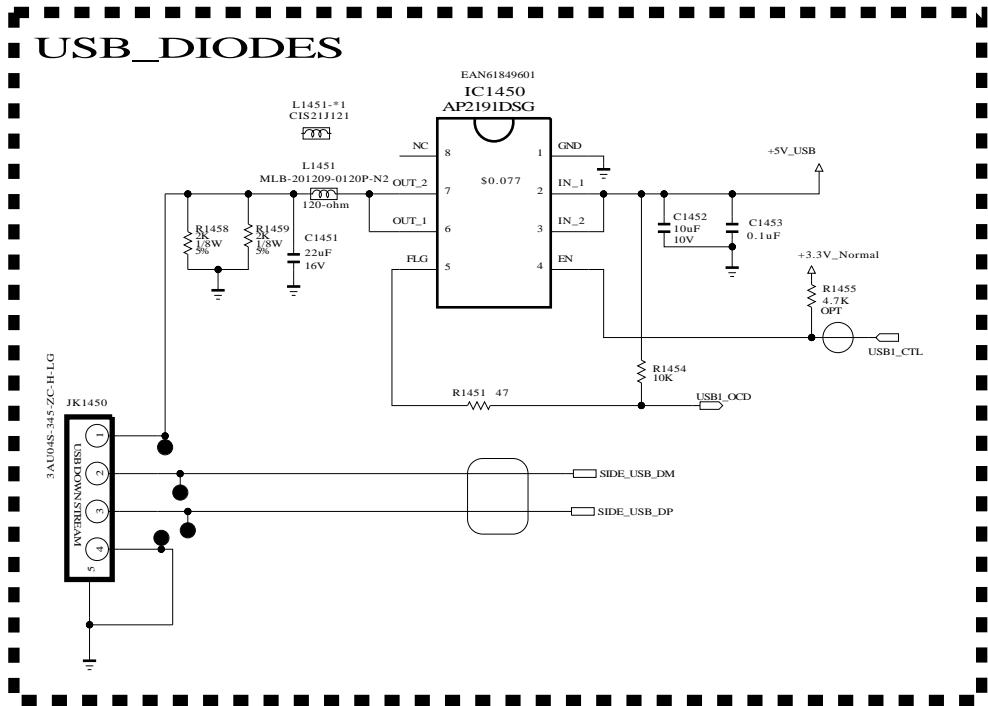 USB_DIODES
EAN61849601
IC1450
AP2191DSG
L1451-*1
CIS21J121
NC
8
1
GND
+5V_USB
L1451
MLB-201209-0120P-N2
120-ohm
OUT_2
7
$0.077
2
IN_1
OUT_1
6
3
IN_2
FLG
5
4
EN
R1458
2K
1/8W
5%
R1459
2K
1/8W
5%
C1451
22uF
16V
C1452
10uF
10V
C1453
0.1uF
+3.3V_Normal
R1455
4.7K
OPT
USB1_CTL
R1454
10K
R1451 47
USB1_OCD
3AU04S-345-ZC-H-LG
JK1450
USB DOWN STREAM
1
2
3
4
5
SIDE_USB_DM
SIDE_USB_DP